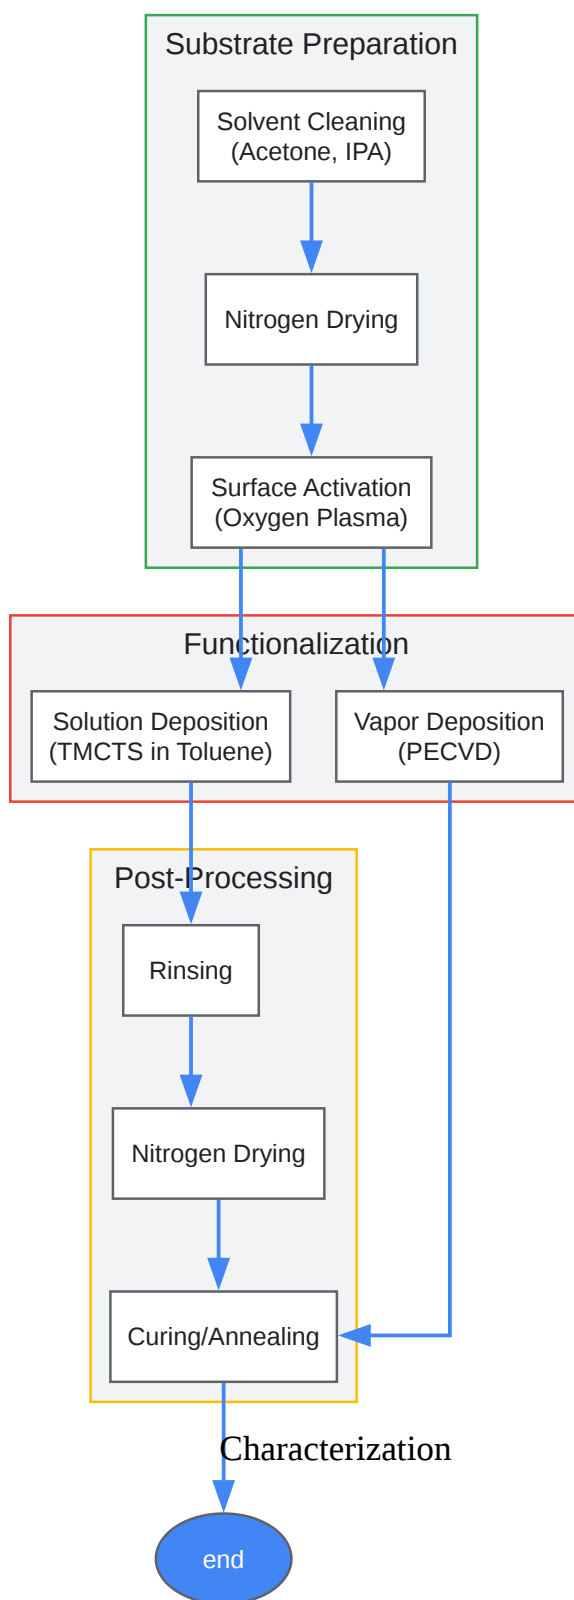 Substrate Preparation
Solvent Cleaning
(Acetone, IPA)
Nitrogen Drying
Surface Activation
(Oxygen Plasma)
Functionalization
Solution Deposition
(TMCTS in Toluene)
Vapor Deposition
(PECVD)
Post-Processing
Rinsing
Nitrogen Drying
Curing/Annealing
Characterization
end